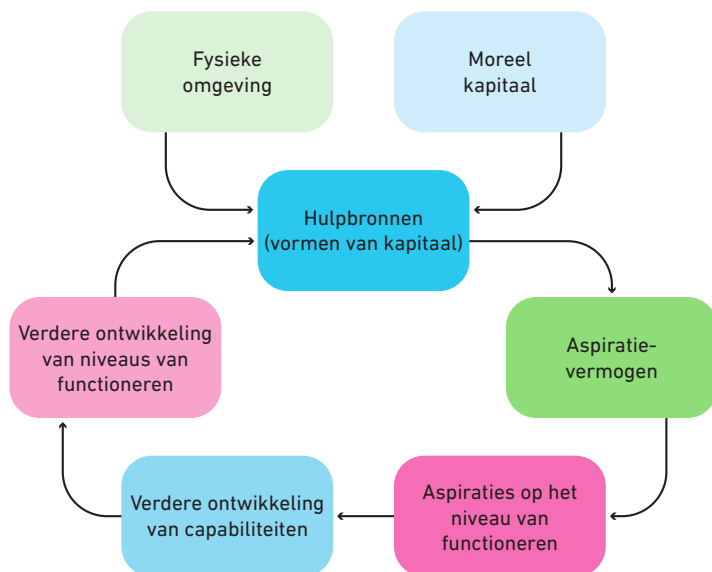 Fysieke
omgeving
Moreel
kapitaal
Hulpbronnen
(vormen van kapitaal)
Verdere ontwikkeling
van niveaus van
functioneren
Aspiratie-
vermogen
Verdere ontwikkeling
van capabiliteiten
Aspiraties op het
niveau van
functioneren